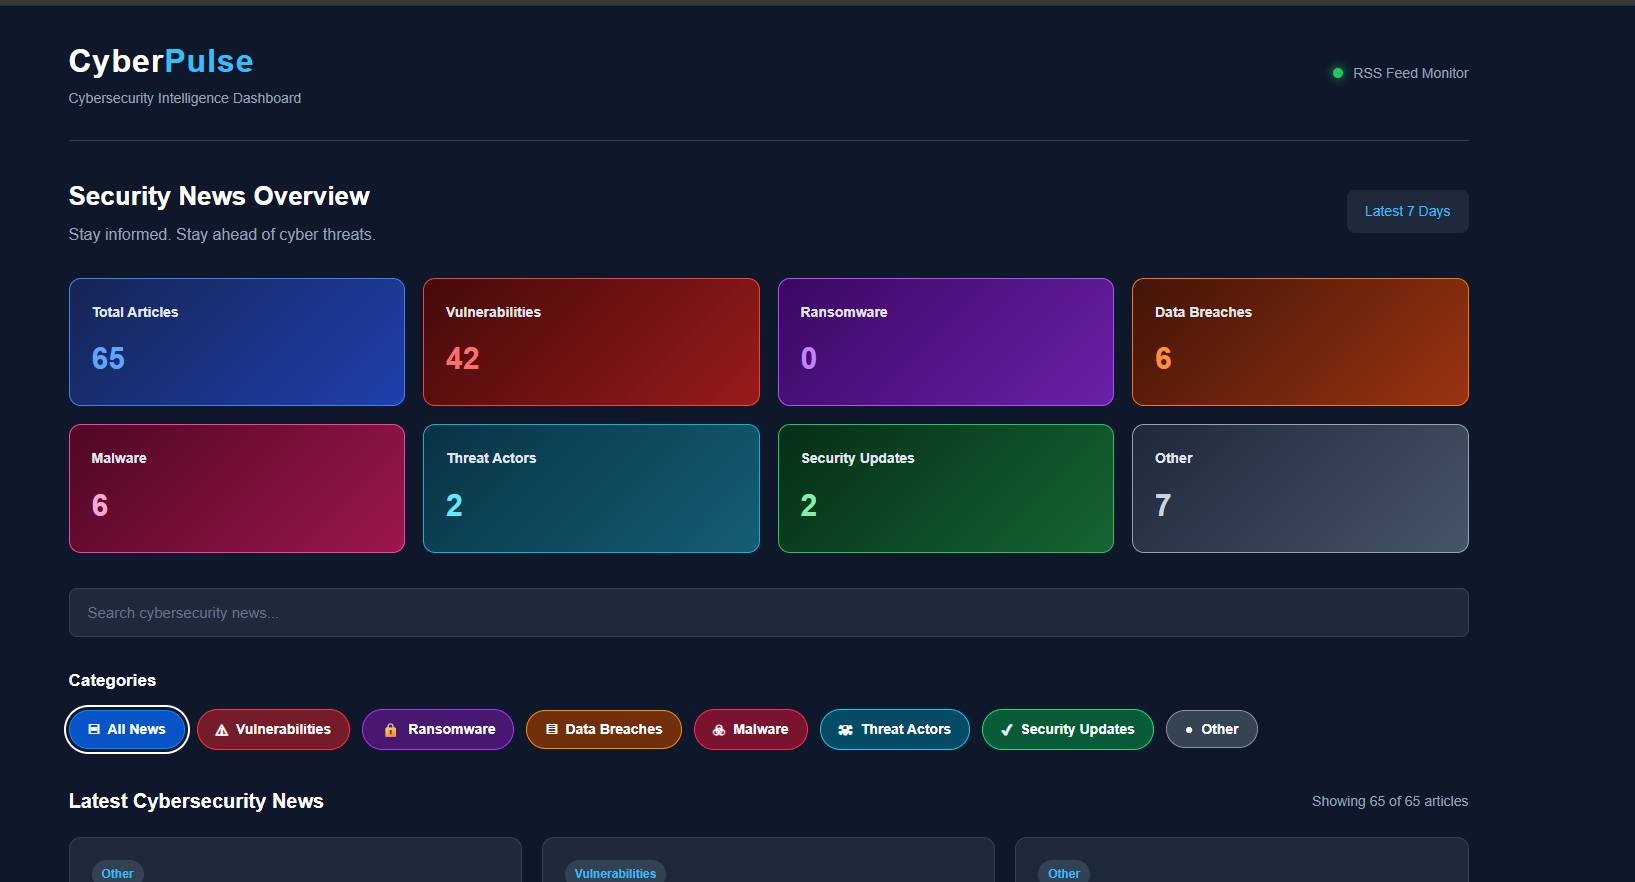 CyberPulse
Cybersecurity Intelligence Dashboard
RSS Feed Monitor
Security News Overview
Stay informed. Stay ahead of cyber threats.
Latest 7 Days
Total Articles
65
Vulnerabilities
42
Ransomware
0
Data Breaches
6
Malware
6
Threat Actors
2
Security Updates
2
Other
7
Search cybersecurity news...
Categories
All News
Vulnerabilities
Ransomware
Data Breaches
Malware
Threat Actors
Security Updates
Other
Latest Cybersecurity News
Showing 65 of 65 articles
Other
Vulnerabilities
Other